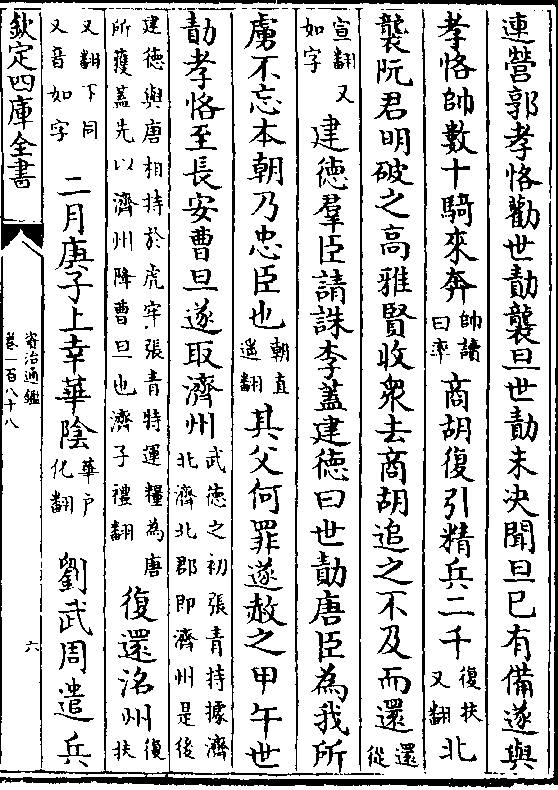 連營郭孝恪勸世勣襲旦世勣未決聞旦已有備遂與
孝恪帥數十騎來奔帥讀曰率商胡復引精兵二千復扶又翻北
襲阮君明破之高雅賢收衆去商胡追之不及而還還從
宣翻又如字建德羣臣請誅李蓋建德曰世勣唐臣為我所
虜不忘本朝乃忠臣也朝直遥翻其父何罪遂赦之甲午世
勣孝恪至長安曹旦遂取濟州武徳之初張青特據濟北濟北郡即濟州是後
建德與唐相持於虎牢張青特運糧為唐所獲蓋先以濟州降曹旦也濟子禮翻復還洺州復扶
又翻下同又音如字二月庚子上幸華陰華户化翻劉武周遣兵
欽定四庫全書
資治通鑑
卷一百八十八
六